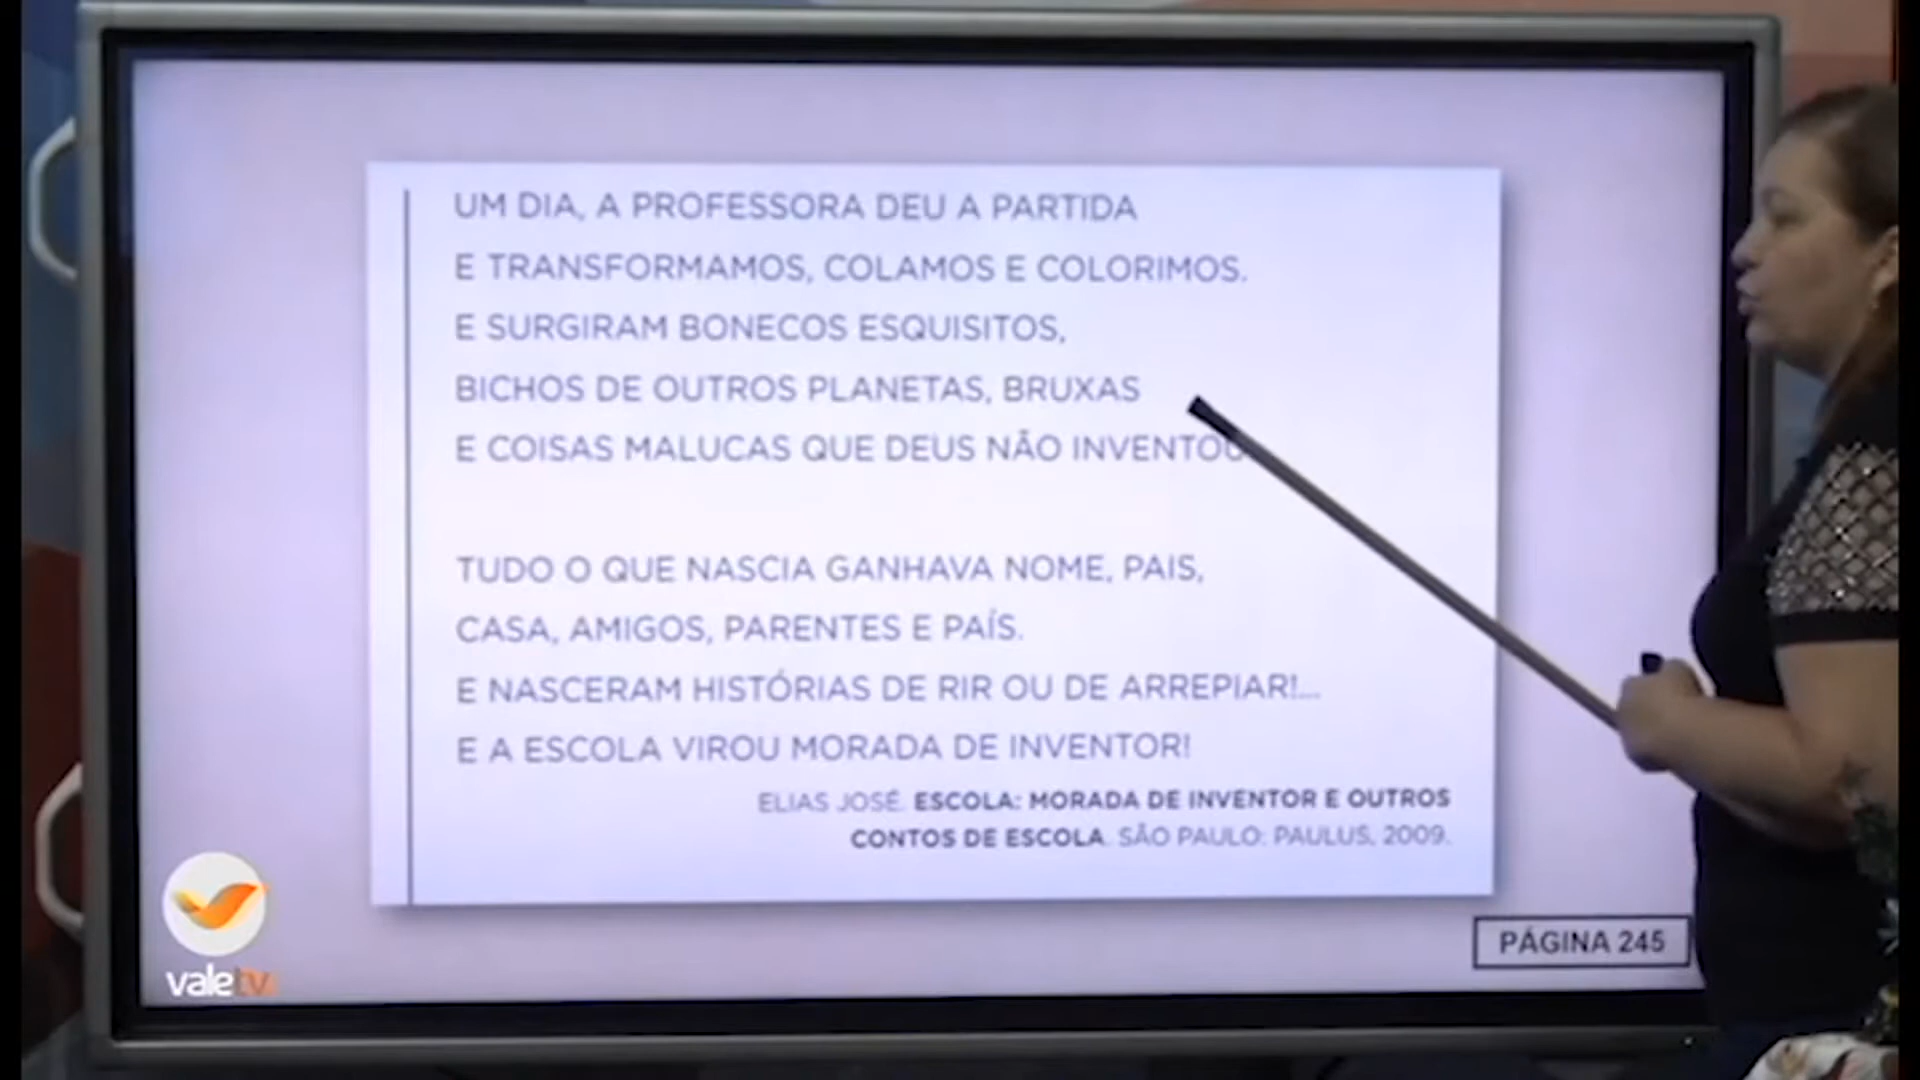 UM DIA, A PROFESSORA DEU A PARTIDA
E TRANSFORMAMOS, COLAMOS E COLORIMOS.
E SURGIRAM BONECOS ESQUISITOS,
BICHOS DE OUTROS PLANETAS, BRUXAS
E COISAS MALUCAS QUE DEUS NÃO INVENTOU
TUDO O QUE NASCIA GANHAVA NOME, PAIS,
CASA, AMIGOS, PARENTES E PAÍS.
E NASCERAM HISTÓRIAS DE RIR OU DE ARREPIAR!...
E A ESCOLA VIROU MORADA DE INVENTOR!
ELIAS JOSÉ. ESCOLA: MORADA DE INVENTOR E OUTROS
CONTOS DE ESCOLA. SÃO PAULO: PAULUS, 2009.
PÁGINA 245
valetv